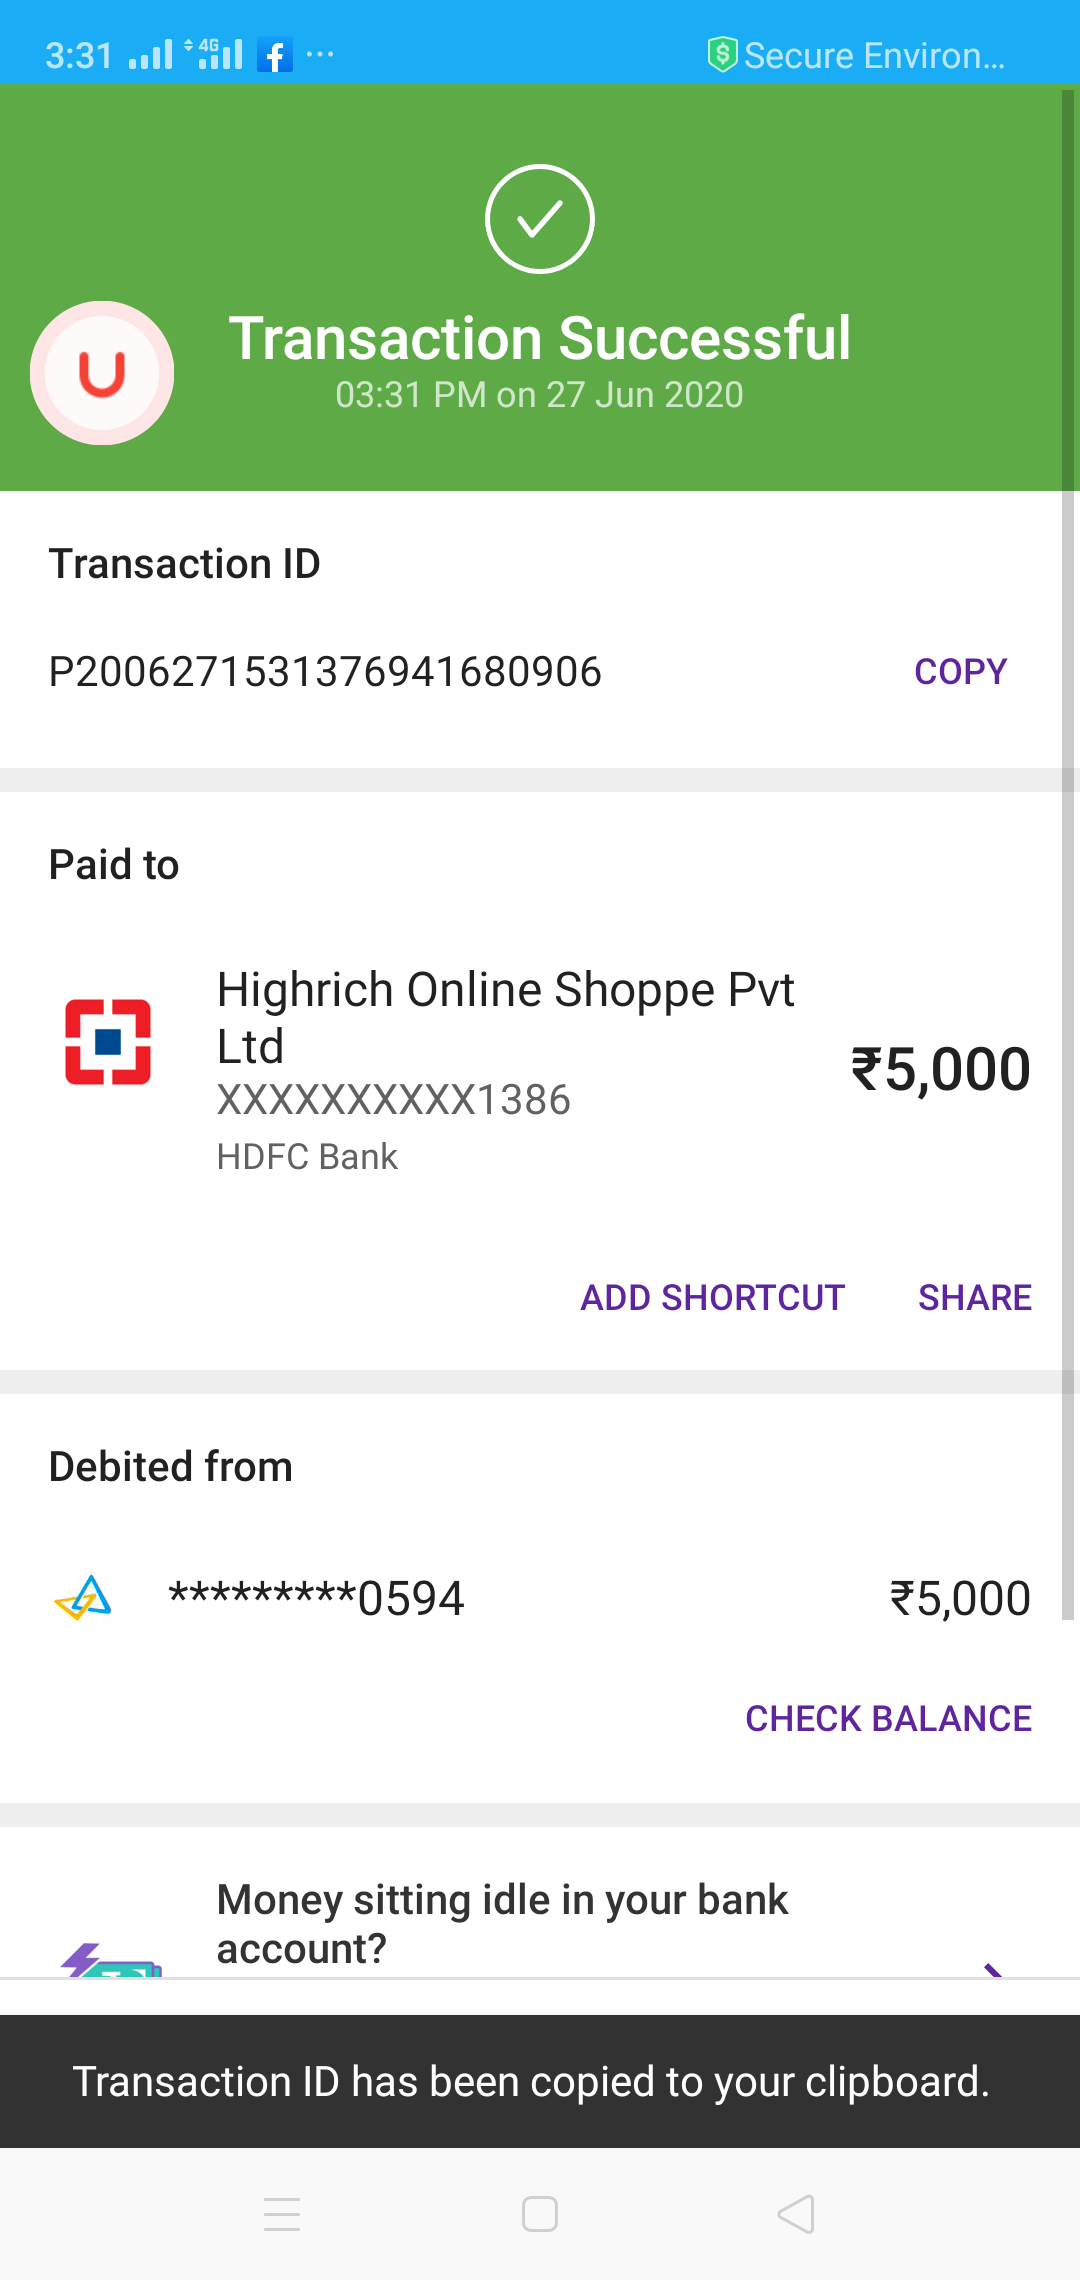 3:31 4G f ... Secure Environ...
Transaction Successful
03:31 PM on 27 Jun 2020
Transaction ID
P2006271531376941680906 COPY
Paid to
Highrich Online Shoppe Pvt
Ltd
₹5,000
XXXXXXXXXX1386
HDFC Bank
ADD SHORTCUT SHARE
Debited from
*********0594 ₹5,000
CHECK BALANCE
Money sitting idle in your bank
account?
Transaction ID has been copied to your clipboard.